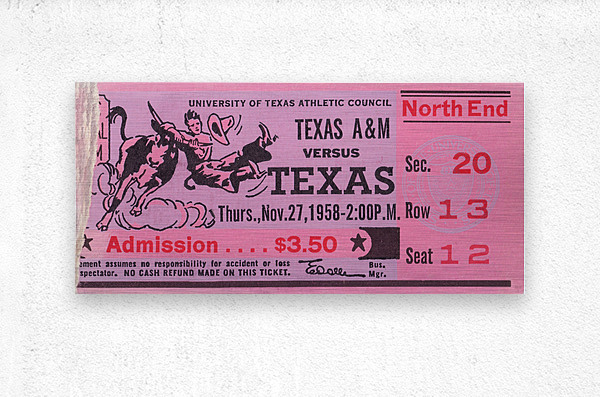 UNIVERSITY OF TEXAS ATHLETIC COUNCIL
TEXAS A&M
VERSUS
TEXAS
Thurs., Nov. 27, 1958-2:00P.M.
Admission . . . . $3.50
ement assumes no responsibility for accident or loss
spectator. NO CASH REFUND MADE ON THIS TICKET.
Bus.
Mgr.
North End
Sec. 20
Row 13
Seat 12